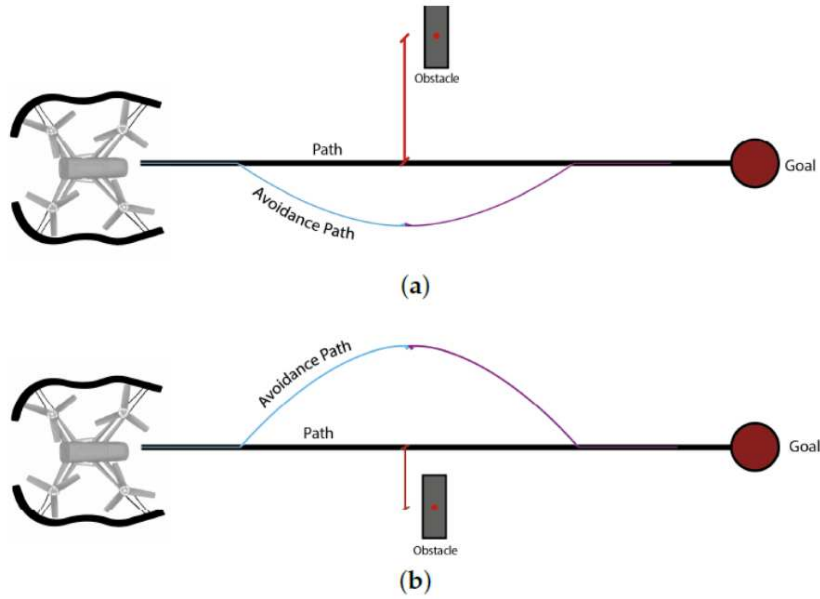 Obstacle
Path
Goal
Avoidance Path
(a)
Avoidance Path
Path
Goal
Obstacle
(b)